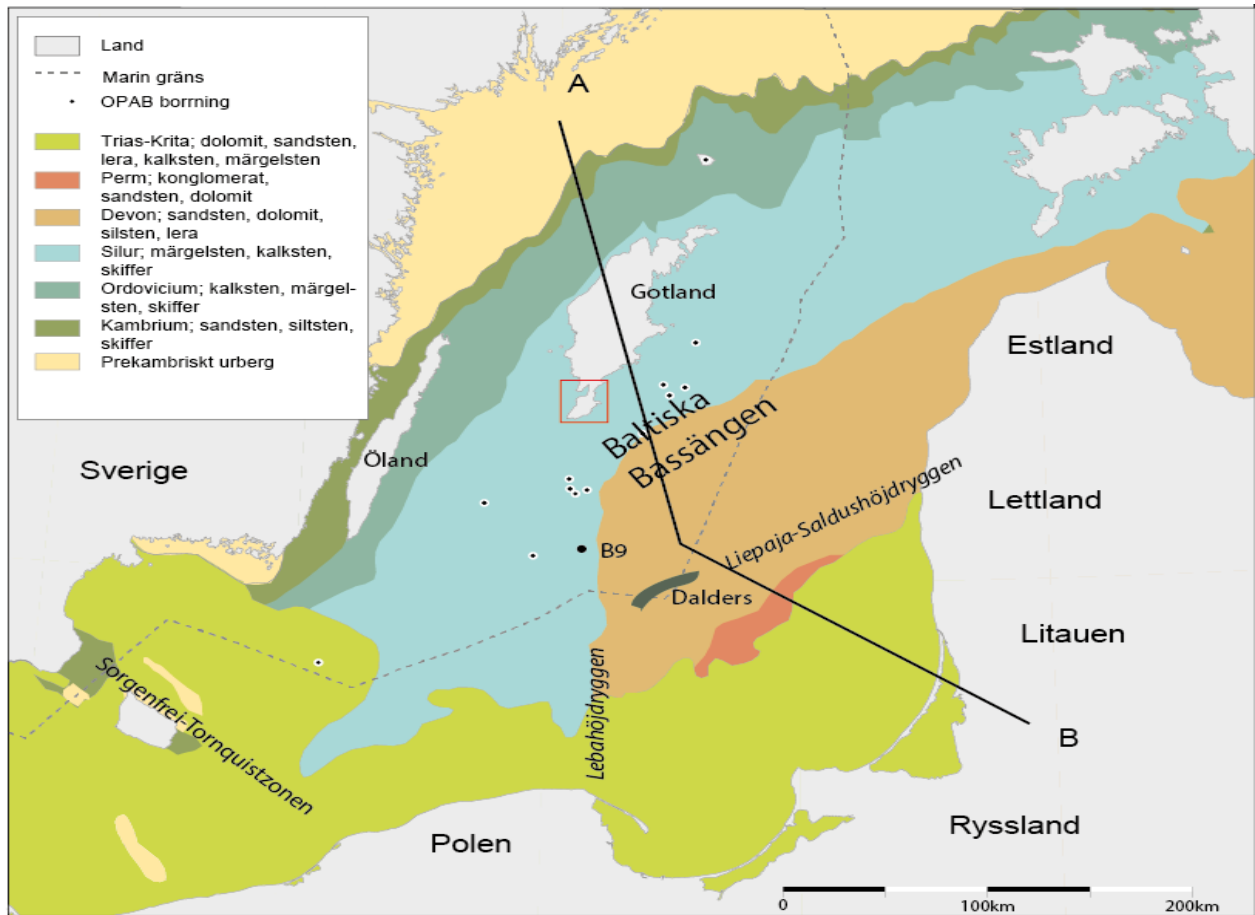 Land
Marin gräns
OPAB borrning
Trias-Krita; dolomit, sandsten,
lera, kalksten, märgelsten
Perm; konglomerat,
sandsten, dolomit
Devon; sandsten, dolomit,
silsten, lera
Silur; märgelsten, kalksten,
skiffer
Ordovicium; kalksten, märgel-
sten, skiffer
Kambrium; sandsten, siltsten,
skiffer
Prekambriskt urberg
A
Gotland
Estland
Baltiska
Bassängen
Öland
Sverige
Lettland
Liepaja-Saldushöjdryggen
B9
Dalders
Litauen
Sorgenfrei-Tornquistzonen
Lebahöjdryggen
B
Polen
Ryssland
0 100km 200km